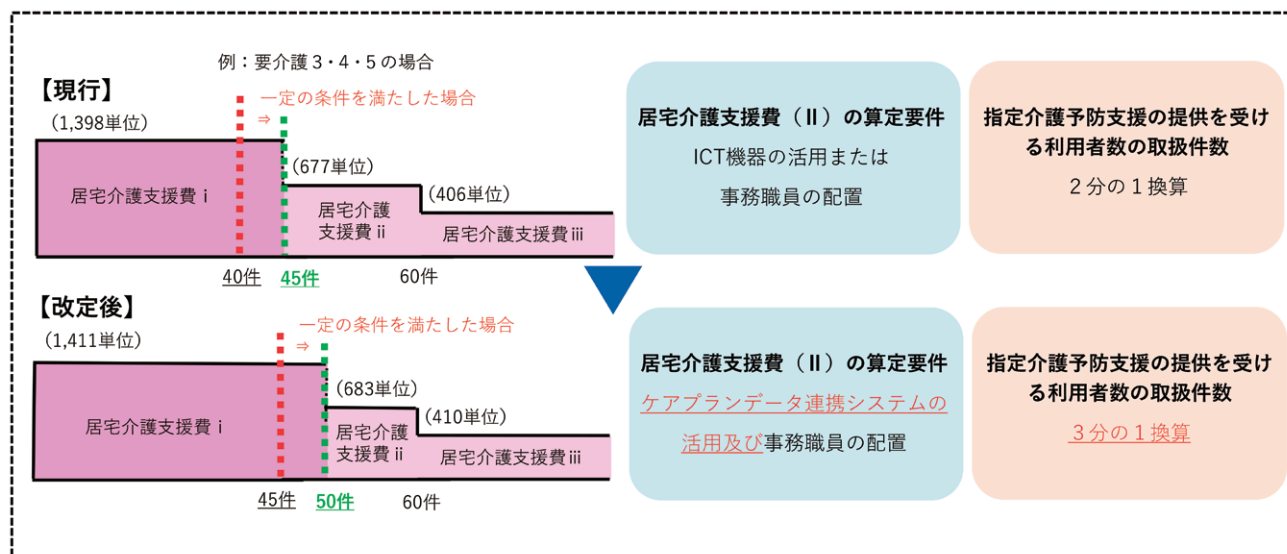 例：要介護３・４・５の場合
【現行】
一定の条件を満たした場合
⇒
（1,398単位）
（677単位）
（406単位）
居宅介護支援費ⅰ
居宅介護
支援費ⅱ
居宅介護支援費ⅲ
40件
45件
60件
居宅介護支援費（Ⅱ）の算定要件
ICT機器の活用または
事務職員の配置
指定介護予防支援の提供を受け
る利用者数の取扱件数
２分の１換算
【改定後】
一定の条件を満たした場合
⇒
（1,411単位）
（683単位）
（410単位）
居宅介護支援費ⅰ
居宅介護
支援費ⅱ
居宅介護支援費ⅲ
45件
50件
60件
居宅介護支援費（Ⅱ）の算定要件
ケアプランデータ連携システムの
活用及び事務職員の配置
指定介護予防支援の提供を受け
る利用者数の取扱件数
３分の１換算